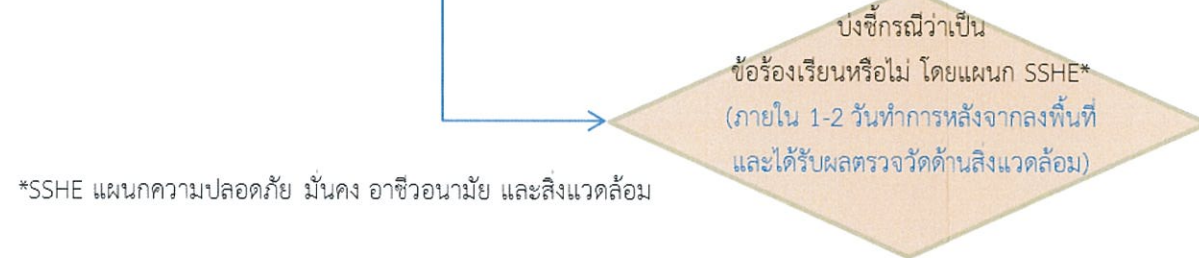 บ่งชี้กรณีว่าเป็น
ข้อร้องเรียนหรือไม่ โดยแผนก SSHE*
(ภายใน 1-2 วันทำการหลังจากลงพื้นที่
และได้รับผลตรวจวัดด้านสิ่งแวดล้อม)
*SSHE แผนกความปลอดภัย มั่นคง อาชีวอนามัย และสิ่งแวดล้อม